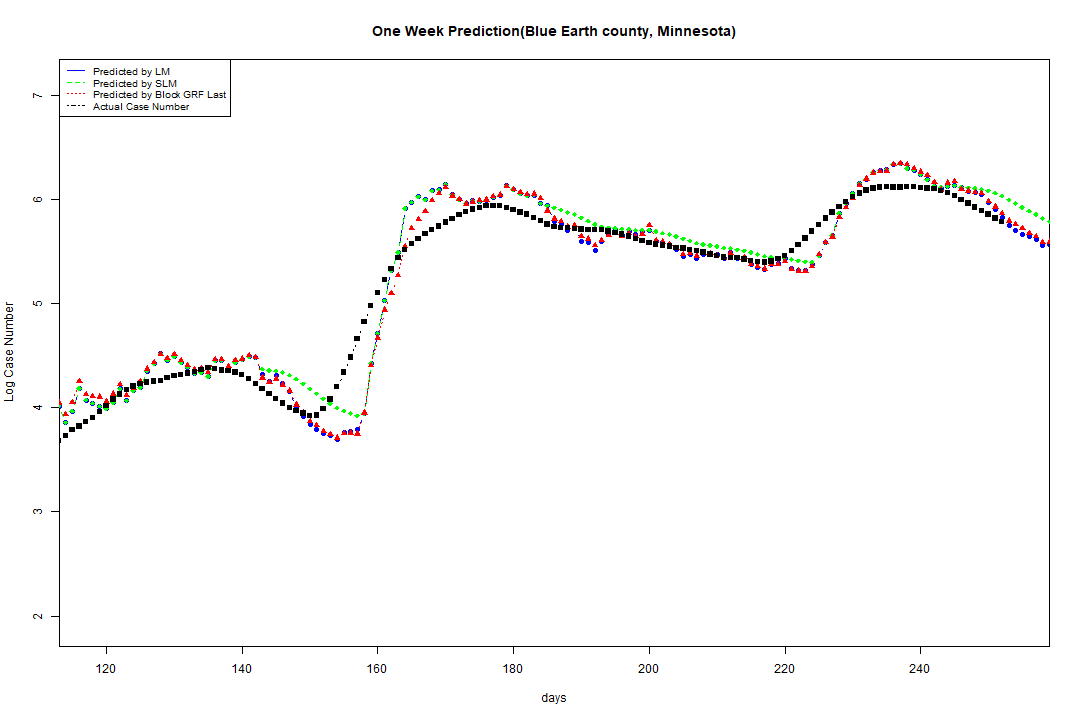 One Week Prediction(Blue Earth county, Minnesota)
Predicted by LM
Predicted by SLM
Predicted by Block GRF Last
Actual Case Number
7
6
5
4
3
2
Log Case Number
120 140 160 180 200 220 240
days